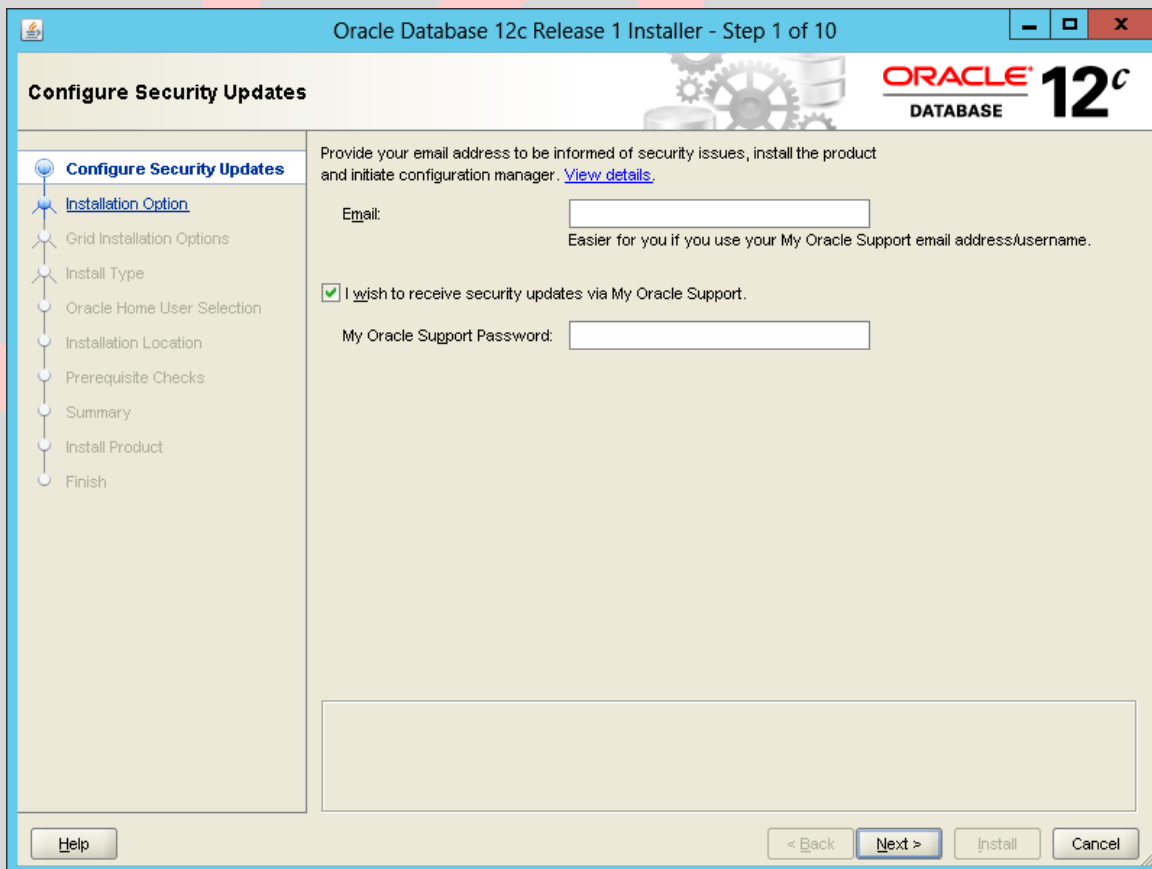 Oracle Database 12c Release 1 Installer - Step 1 of 10
Configure Security Updates
ORACLE
DATABASE
12c
Configure Security Updates
Installation Option
Grid Installation Options
Install Type
Oracle Home User Selection
Installation Location
Prerequisite Checks
Summary
Install Product
Finish
Provide your email address to be informed of security issues, install the product
and initiate configuration manager. View details.
Email:
Easier for you if you use your My Oracle Support email address/username.
I wish to receive security updates via My Oracle Support.
My Oracle Support Password:
Help
< Back
Next >
Install
Cancel